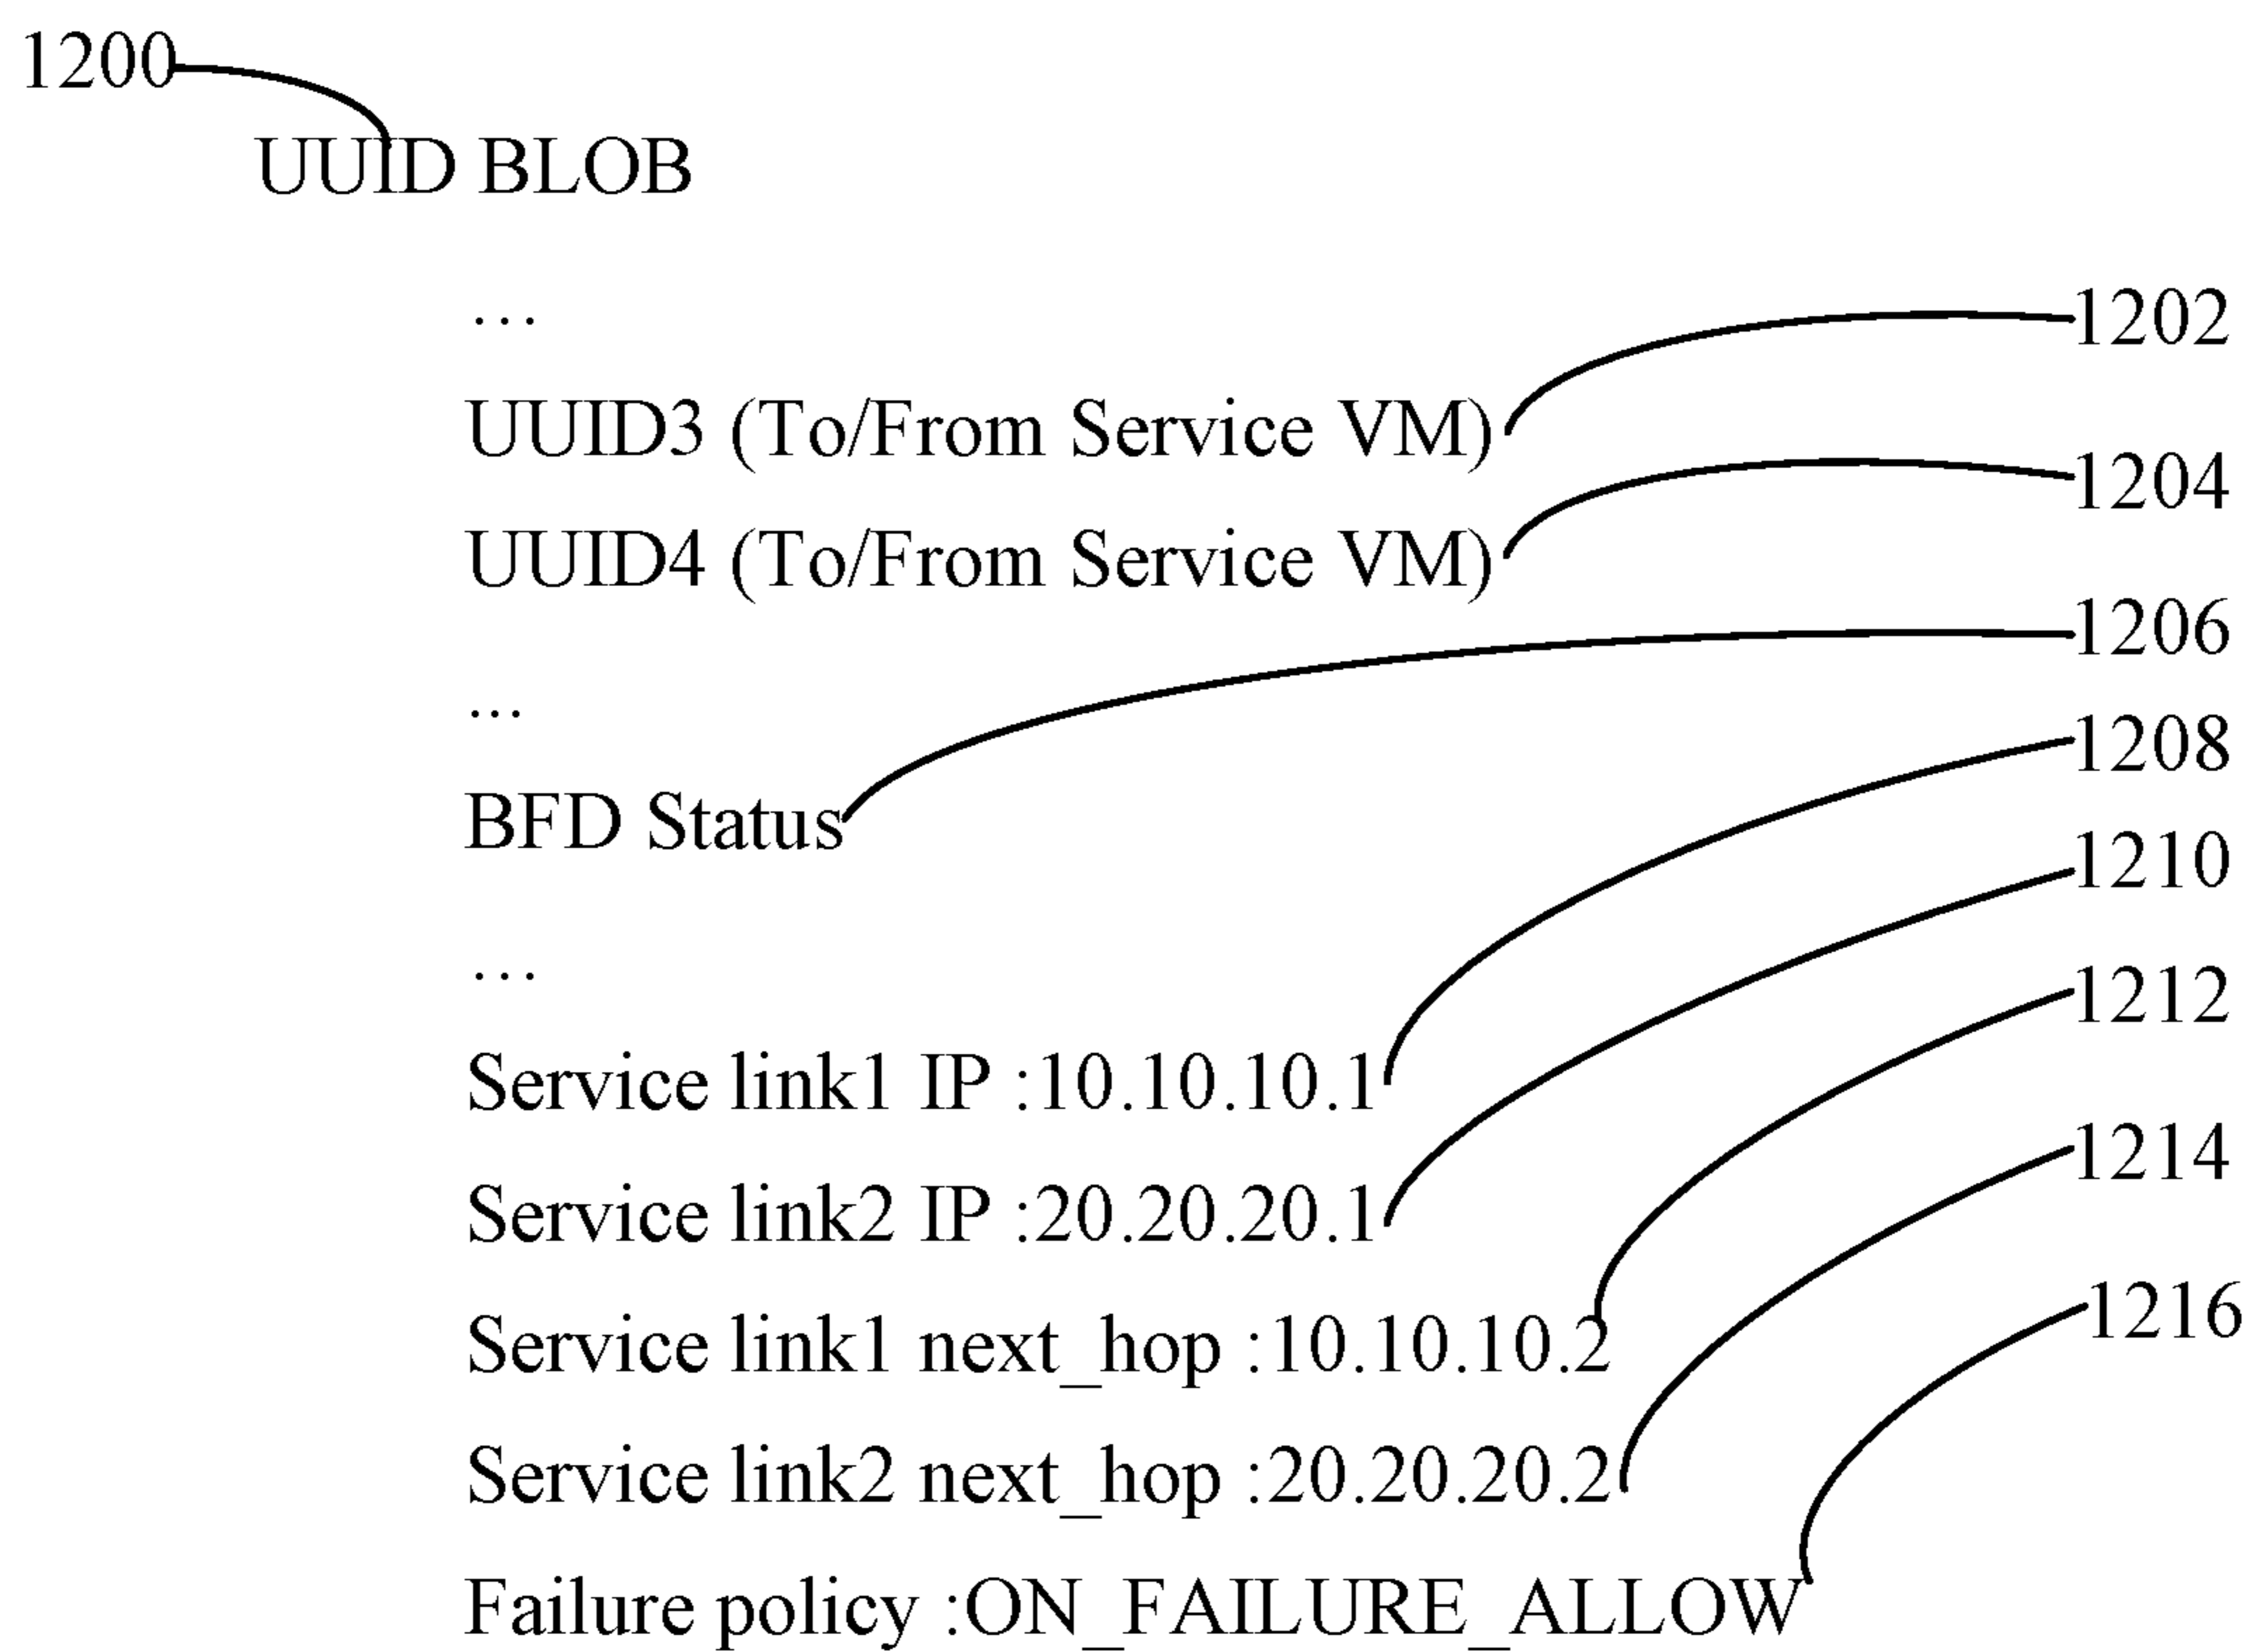 1200
UUID BLOB
...
1202
UUID3 (To/From Service VM)
1204
UUID4 (To/From Service VM)
1206
...
1208
BFD Status
1210
...
1212
Service link1 IP :10.10.10.1
1214
Service link2 IP :20.20.20.1
1216
Service link1 next_hop :10.10.10.2
Service link2 next_hop :20.20.20.2
Failure policy :ON_FAILURE_ALLOW